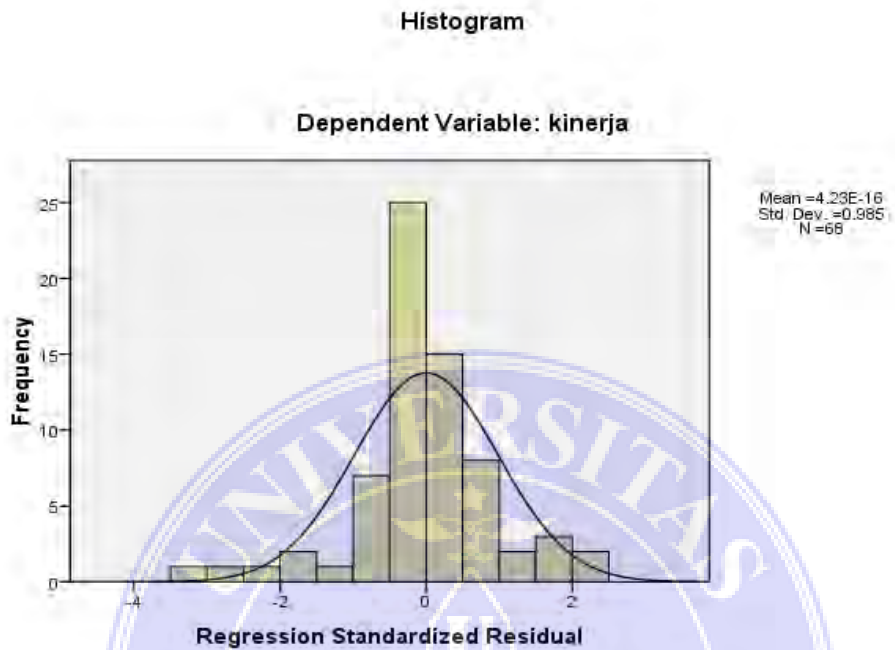 Histogram
Dependent Variable: kinerja
Mean =4.23E-16
Std. Dev. =0.985
N =68
25
20
15
10
5
0
Frequency
-4
-2
0
2
Regression Standardized Residual
UNIVERSITAS